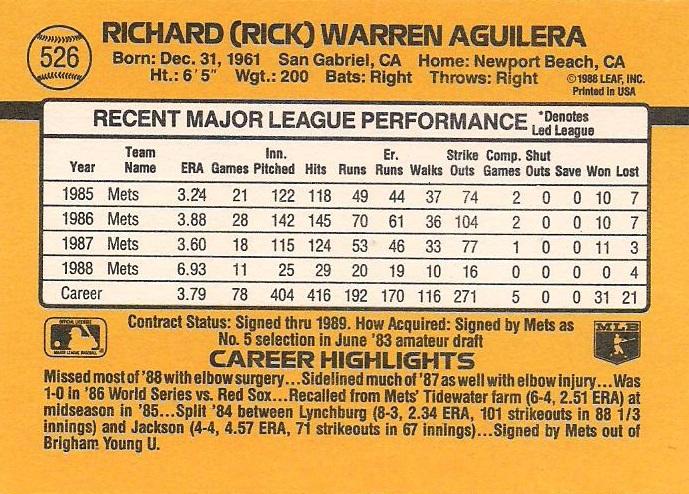 526
RICHARD (RICK) WARREN AGUILERA
Born: Dec. 31, 1961 San Gabriel, CA Home: Newport Beach, CA
Ht.: 6'5" Wgt.: 200 Bats: Right Throws: Right
©1988 LEAF, INC.
Printed in USA
RECENT MAJOR LEAGUE PERFORMANCE *Denotes Led League
Year Team Name ERA Games Inn. Pitched Hits Runs Er. Runs Walks Strike Outs Comp. Games Shut Outs Save Won Lost
1985 Mets 3.24 21 122 118 49 44 37 74 2 0 0 10 7
1986 Mets 3.88 28 142 145 70 61 36 104 2 0 0 10 7
1987 Mets 3.60 18 115 124 53 46 33 77 1 0 0 11 3
1988 Mets 6.93 11 25 29 20 19 10 16 0 0 0 0 4
Career 3.79 78 404 416 192 170 116 271 5 0 0 31 21
Contract Status: Signed thru 1989. How Acquired: Signed by Mets as
No. 5 selection in June '83 amateur draft
OFFICIAL LICENSEE
MAJOR LEAGUE BASEBALL
MLB
CAREER HIGHLIGHTS
Missed most of '88 with elbow surgery...Sidelined much of '87 as well with elbow injury...Was
1-0 in '86 World Series vs. Red Sox...Recalled from Mets' Tidewater farm (6-4, 2.51 ERA) at
midseason in '85...Split '84 between Lynchburg (8-3, 2.34 ERA, 101 strikeouts in 88 1/3
innings) and Jackson (4-4, 4.57 ERA, 71 strikeouts in 67 innings)...Signed by Mets out of
Brigham Young U.